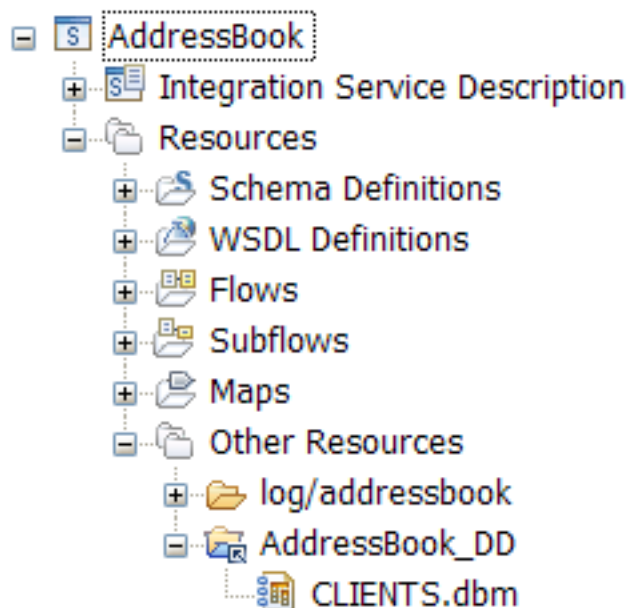 AddressBook
Integration Service Description
Resources
Schema Definitions
WSDL Definitions
Flows
Subflows
Maps
Other Resources
log/addressbook
AddressBook_DD
CLIENTS.dbm